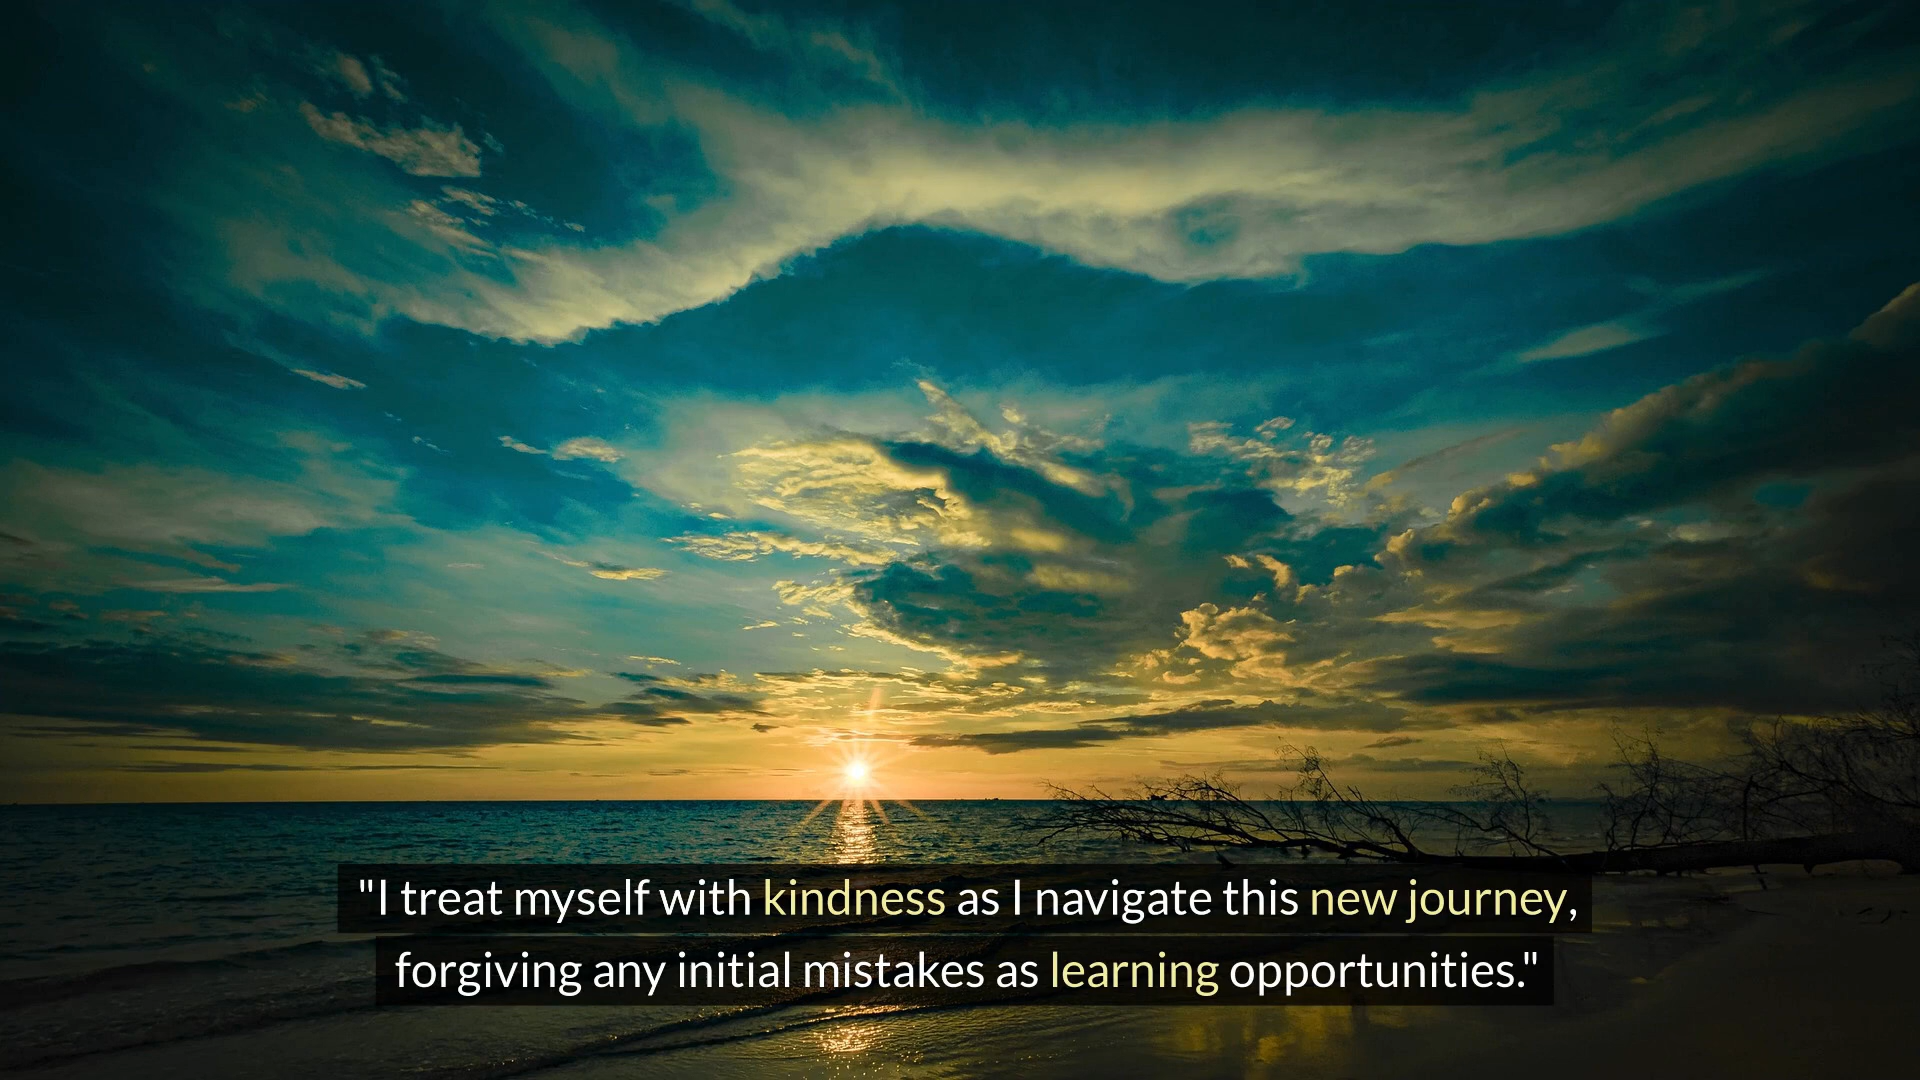 "I treat myself with kindness as I navigate this new journey,
forgiving any initial mistakes as learning opportunities."